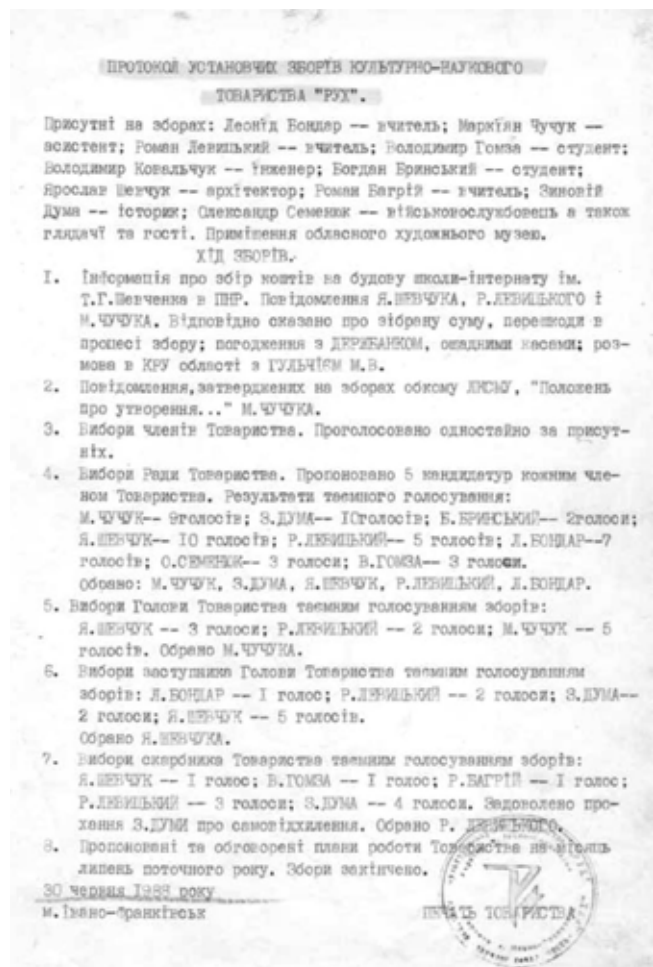 ПРОТОКОЛ УСТАНОВЧИХ ЗБОРІВ КУЛЬТУРНО-НАУКОВОГО
ТОВАРИСТВА "РУХ".
Присутні на зборах: Леонід Бондар -- вчитель; Маркіян Чучук --
асистент; Роман Левицький -- вчитель; Володимир Гомза -- студент;
Володимир Ковальчук -- інженер; Богдан Бринський -- студент;
Ярослав Шевчук -- архітектор; Роман Багрій -- вчитель; Зиновій
Дума -- історик; Олександр Семенюк -- військовослужбовець а також
глядачі та гості. Приміщення обласного художнього музею.
ХІД ЗБОРІВ.
I. Інформація про збір коштів на будову школи-інтернату ім.
Т.Г.Шевченка в ПНР. Повідомлення Я.ШЕВЧУКА, Р.ЛЕВИЦЬКОГО і
М.ЧУЧУКА. Відповідно сказано про зібрану суму, перешкоди в
процесі збору; погодження з ДЕРЖБАНКОМ, ощадними касами; роз-
мова в КРУ області з ГУЛЬЧІЄМ М.В.
2. Повідомлення,затверджених на зборах обкому ЛКСМУ, "Положень
про утворення..." М.ЧУЧУКА.
3. Вибори членів Товариства. Проголосовано одностайно за присут-
ніх.
4. Вибори Ради Товариства. Пропоновано 5 кандидатур кожним чле-
ном Товариства. Результати таємного голосування:
М.ЧУЧУК-- 9голосів; З.ДУМА-- I0голосів; Б.БРИНСЬКИЙ-- 2голоси;
Я.ШЕВЧУК-- I0 голосів; Р.ЛЕВИЦЬКИЙ-- 5 голосів; Л.БОНДАР--7
голосів; О.СЕМЕНЮК-- 3 голоси; В.ГОМЗА-- 3 голоси.
Обрано: М.ЧУЧУК, З.ДУМА, Я.ШЕВЧУК, Р.ЛЕВИЦЬКИЙ, Л.БОНДАР.
5. Вибори Голови Товариства таємним голосуванням зборів:
Я.ШЕВЧУК -- 3 голоси; Р.ЛЕВИЦЬКИЙ -- 2 голоси; М.ЧУЧУК -- 5
голосів. Обрано М.ЧУЧУКА.
6. Вибори заступника Голови Товариства таємним голосуванням
зборів: Л.БОНДАР -- I голос; Р.ЛЕВИЦЬКИЙ -- 2 голоси; З.ДУМА--
2 голоси; Я.ШЕВЧУК -- 5 голосів.
Обрано Я.ШЕВЧУКА.
7. Вибори скарбника Товариства таємним голосуванням зборів:
Я.ШЕВЧУК -- I голос; В.ГОМЗА -- I голос; Р.БАГРІЙ -- I голос;
Р.ЛЕВИЦЬКИЙ -- 3 голоси; З.ДУМА -- 4 голоси. Задоволено про-
хання З.ДУМИ про самовідхилення. Обрано Р. ЛЕВИЦЬКОГО.
8. Пропоновані та обговорені плани роботи Товариства на місяць
липень поточного року. Збори закінчено.
30 червня 1988 року
м.Івано-Франківськ ПЕЧАТЬ ТОВАРИСТВА